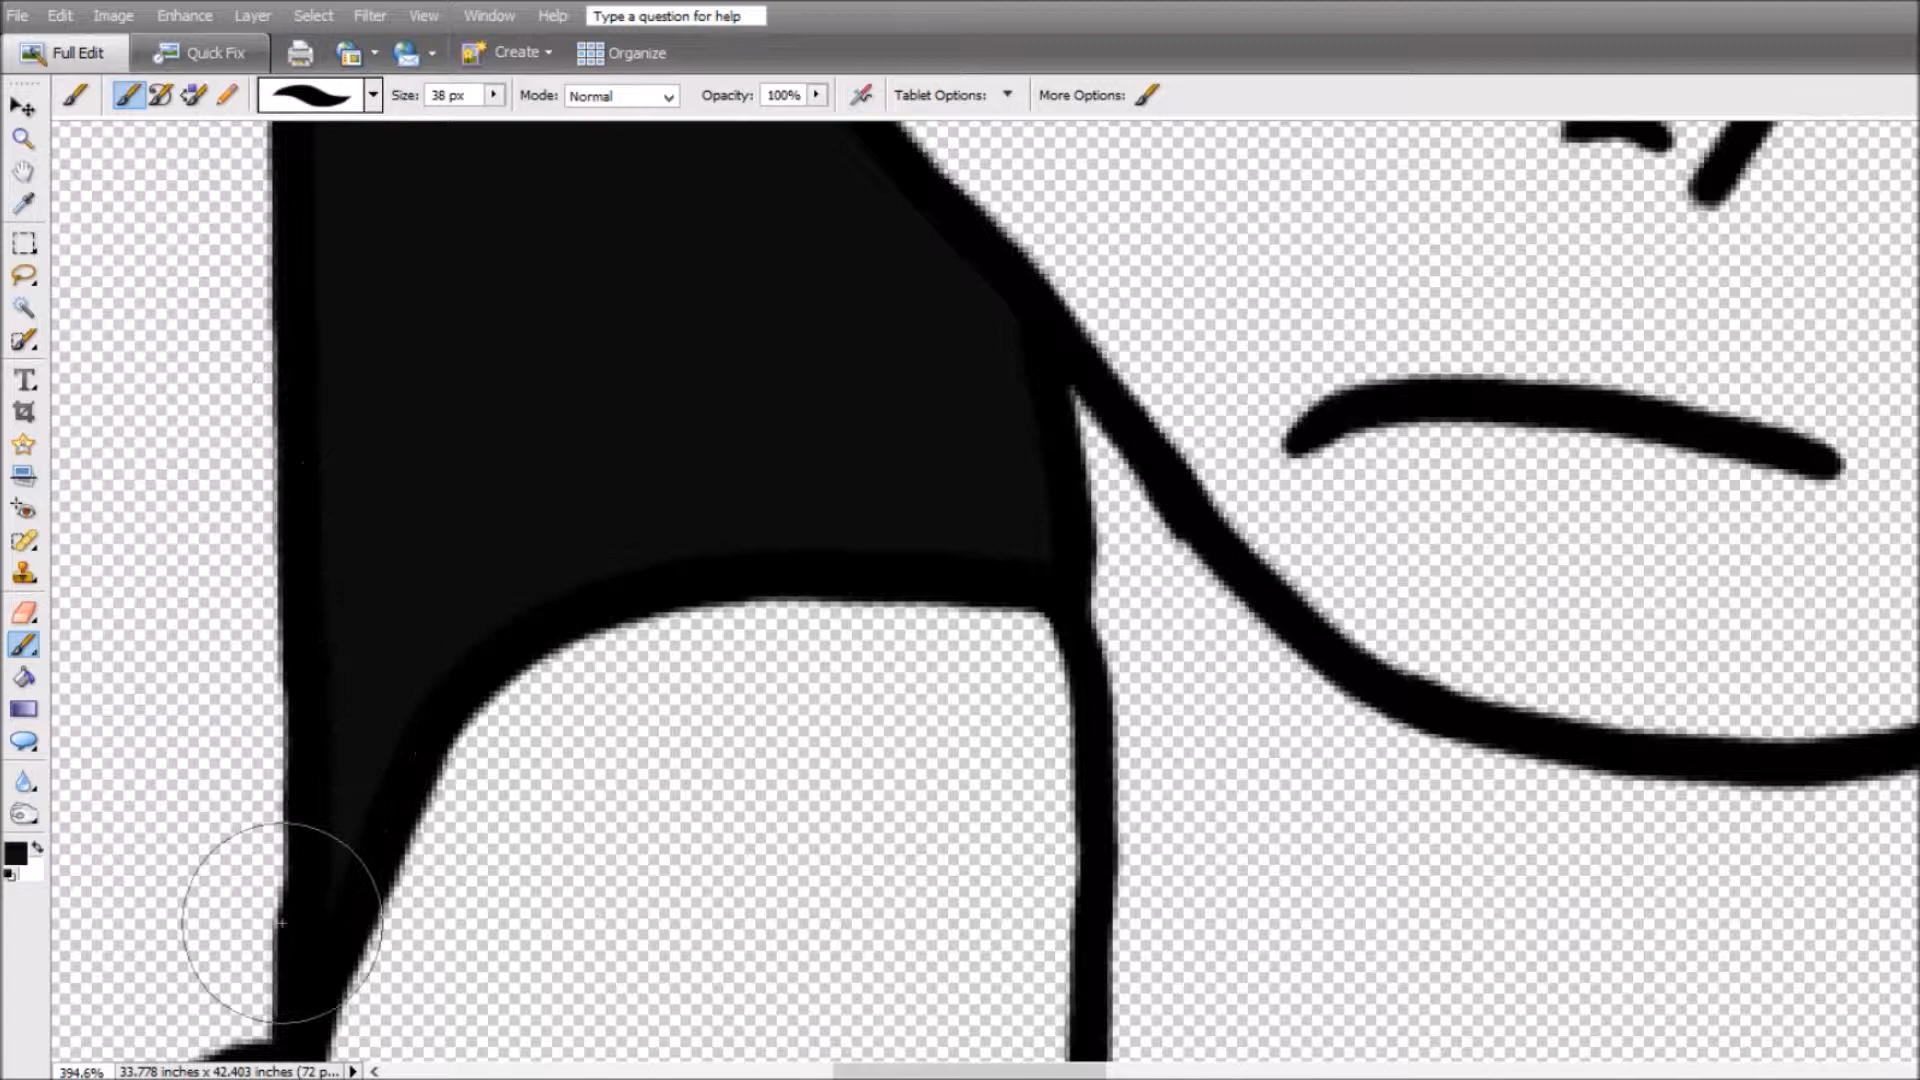 File Edit Image Enhance Layer Select Filter View Window Help Type a question for help
Full Edit Quick Fix Create Organize
Size: 38 px Mode: Normal Opacity: 100% Tablet Options: More Options:
T
394.6% 33.778 inches x 42.403 inches (72 p...